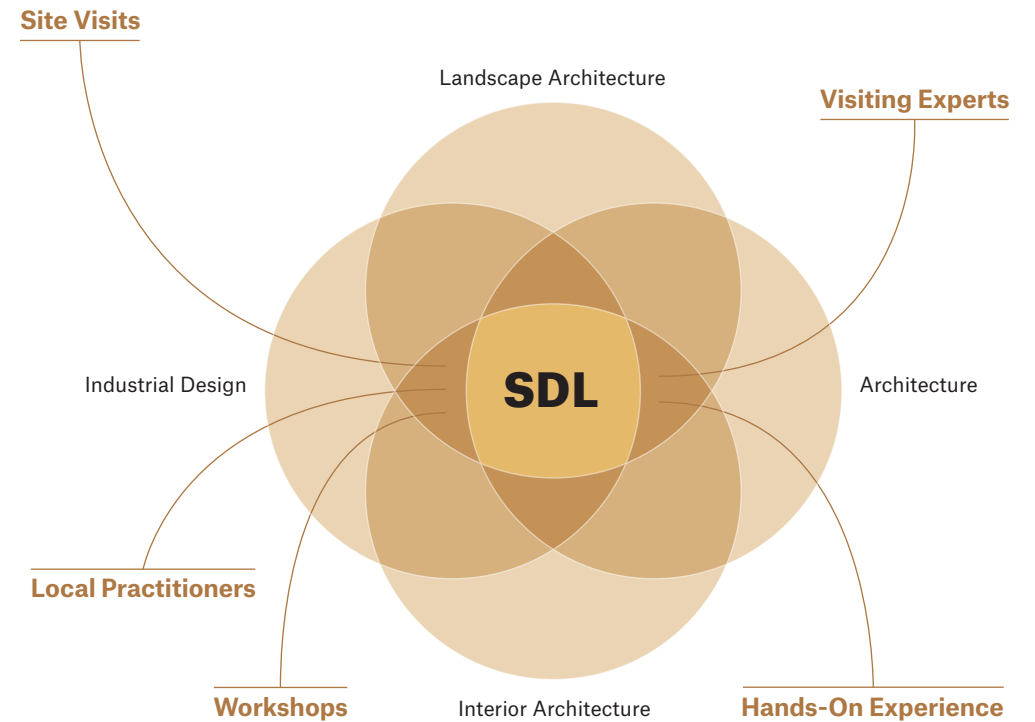 Site Visits
Landscape Architecture
Visiting Experts
Industrial Design
SDL
Architecture
Local Practitioners
Workshops
Interior Architecture
Hands-On Experience